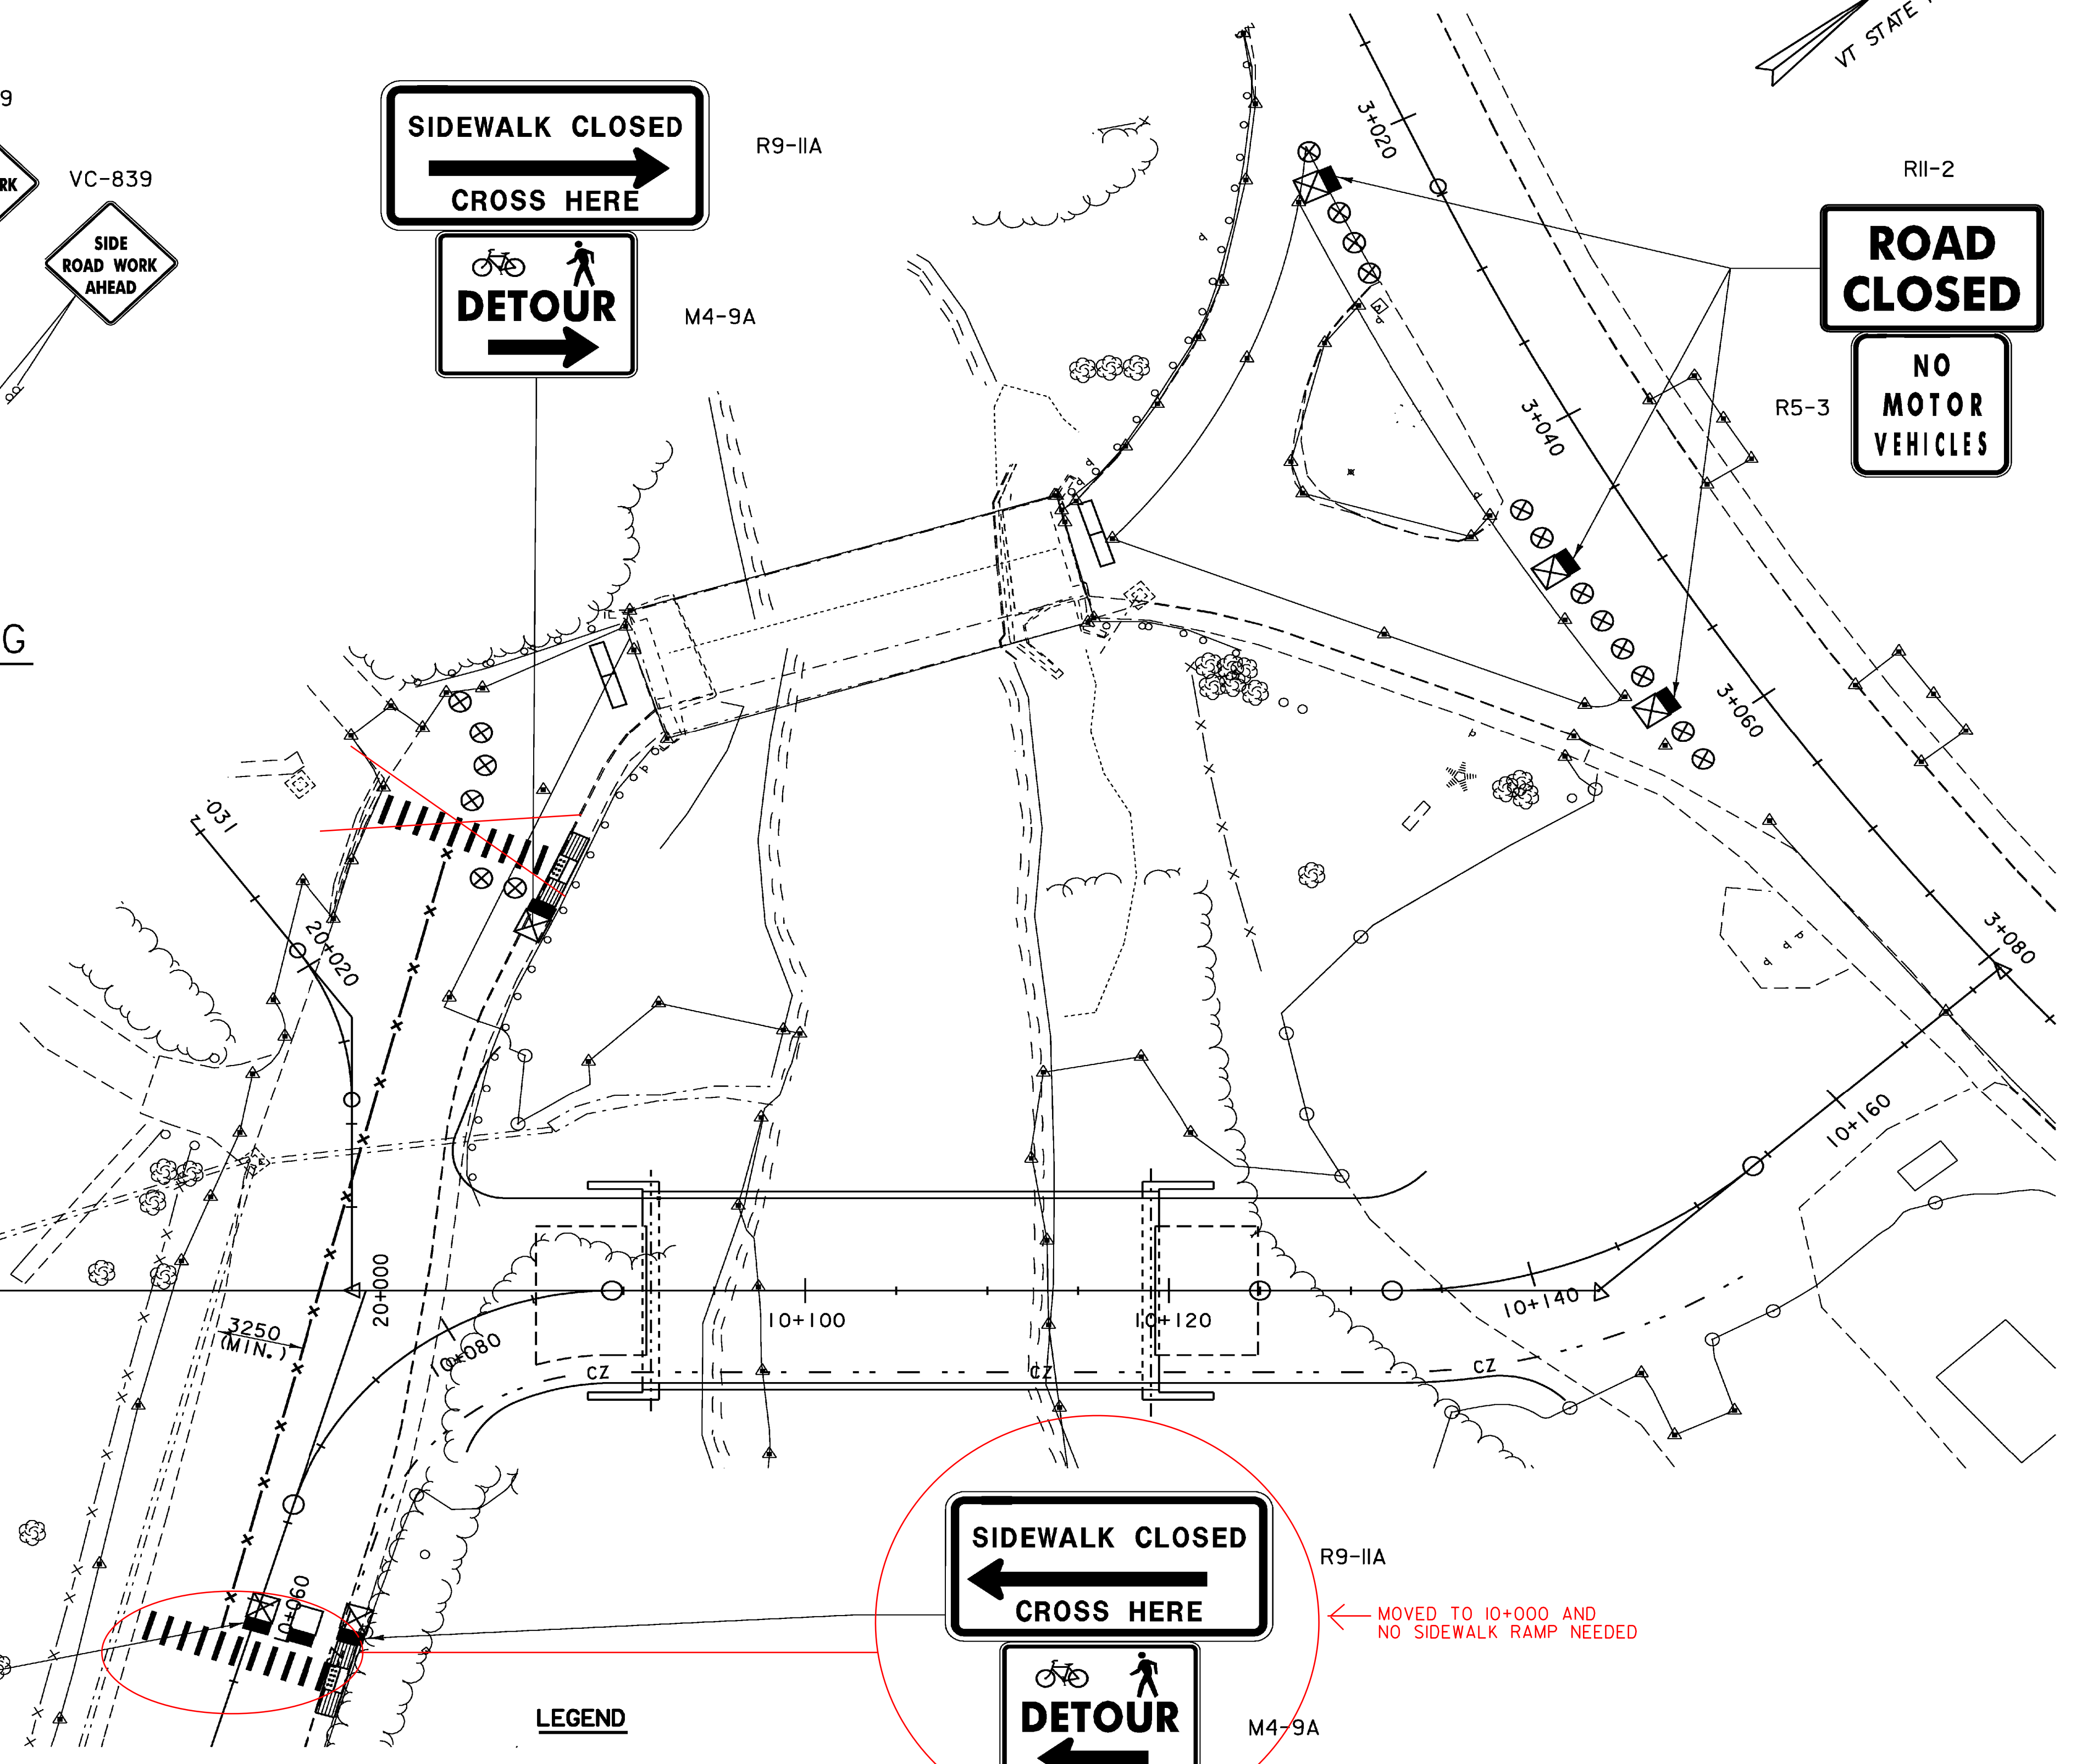 9
RK
VC-839
SIDE
ROAD WORK
AHEAD
SIDEWALK CLOSED
CROSS HERE
R9-11A
DETOUR
M4-9A
VT STATE
R11-2
ROAD
CLOSED
R5-3
NO
MOTOR
VEHICLES
3+020
3+040
3+060
3+080
G
20+020
20+000
3250
(MIN.)
10+060
10+080
10+100
10+120
10+140
10+160
CZ
CZ
CZ
SIDEWALK CLOSED
CROSS HERE
R9-11A
MOVED TO 10+000 AND
NO SIDEWALK RAMP NEEDED
DETOUR
M4-9A
LEGEND